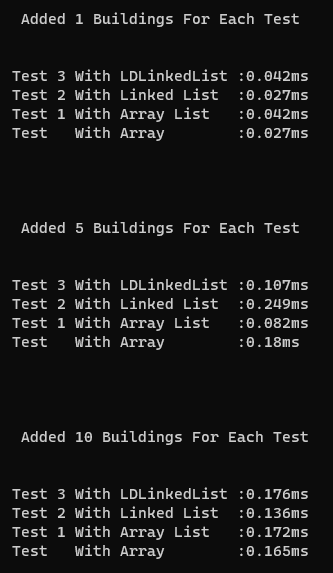 Added 1 Buildings For Each Test
Test 3 With LDLinkedList :0.042ms
Test 2 With Linked List  :0.027ms
Test 1 With Array List   :0.042ms
Test   With Array        :0.027ms
Added 5 Buildings For Each Test
Test 3 With LDLinkedList :0.107ms
Test 2 With Linked List  :0.249ms
Test 1 With Array List   :0.082ms
Test   With Array        :0.18ms
Added 10 Buildings For Each Test
Test 3 With LDLinkedList :0.176ms
Test 2 With Linked List  :0.136ms
Test 1 With Array List   :0.172ms
Test   With Array        :0.165ms